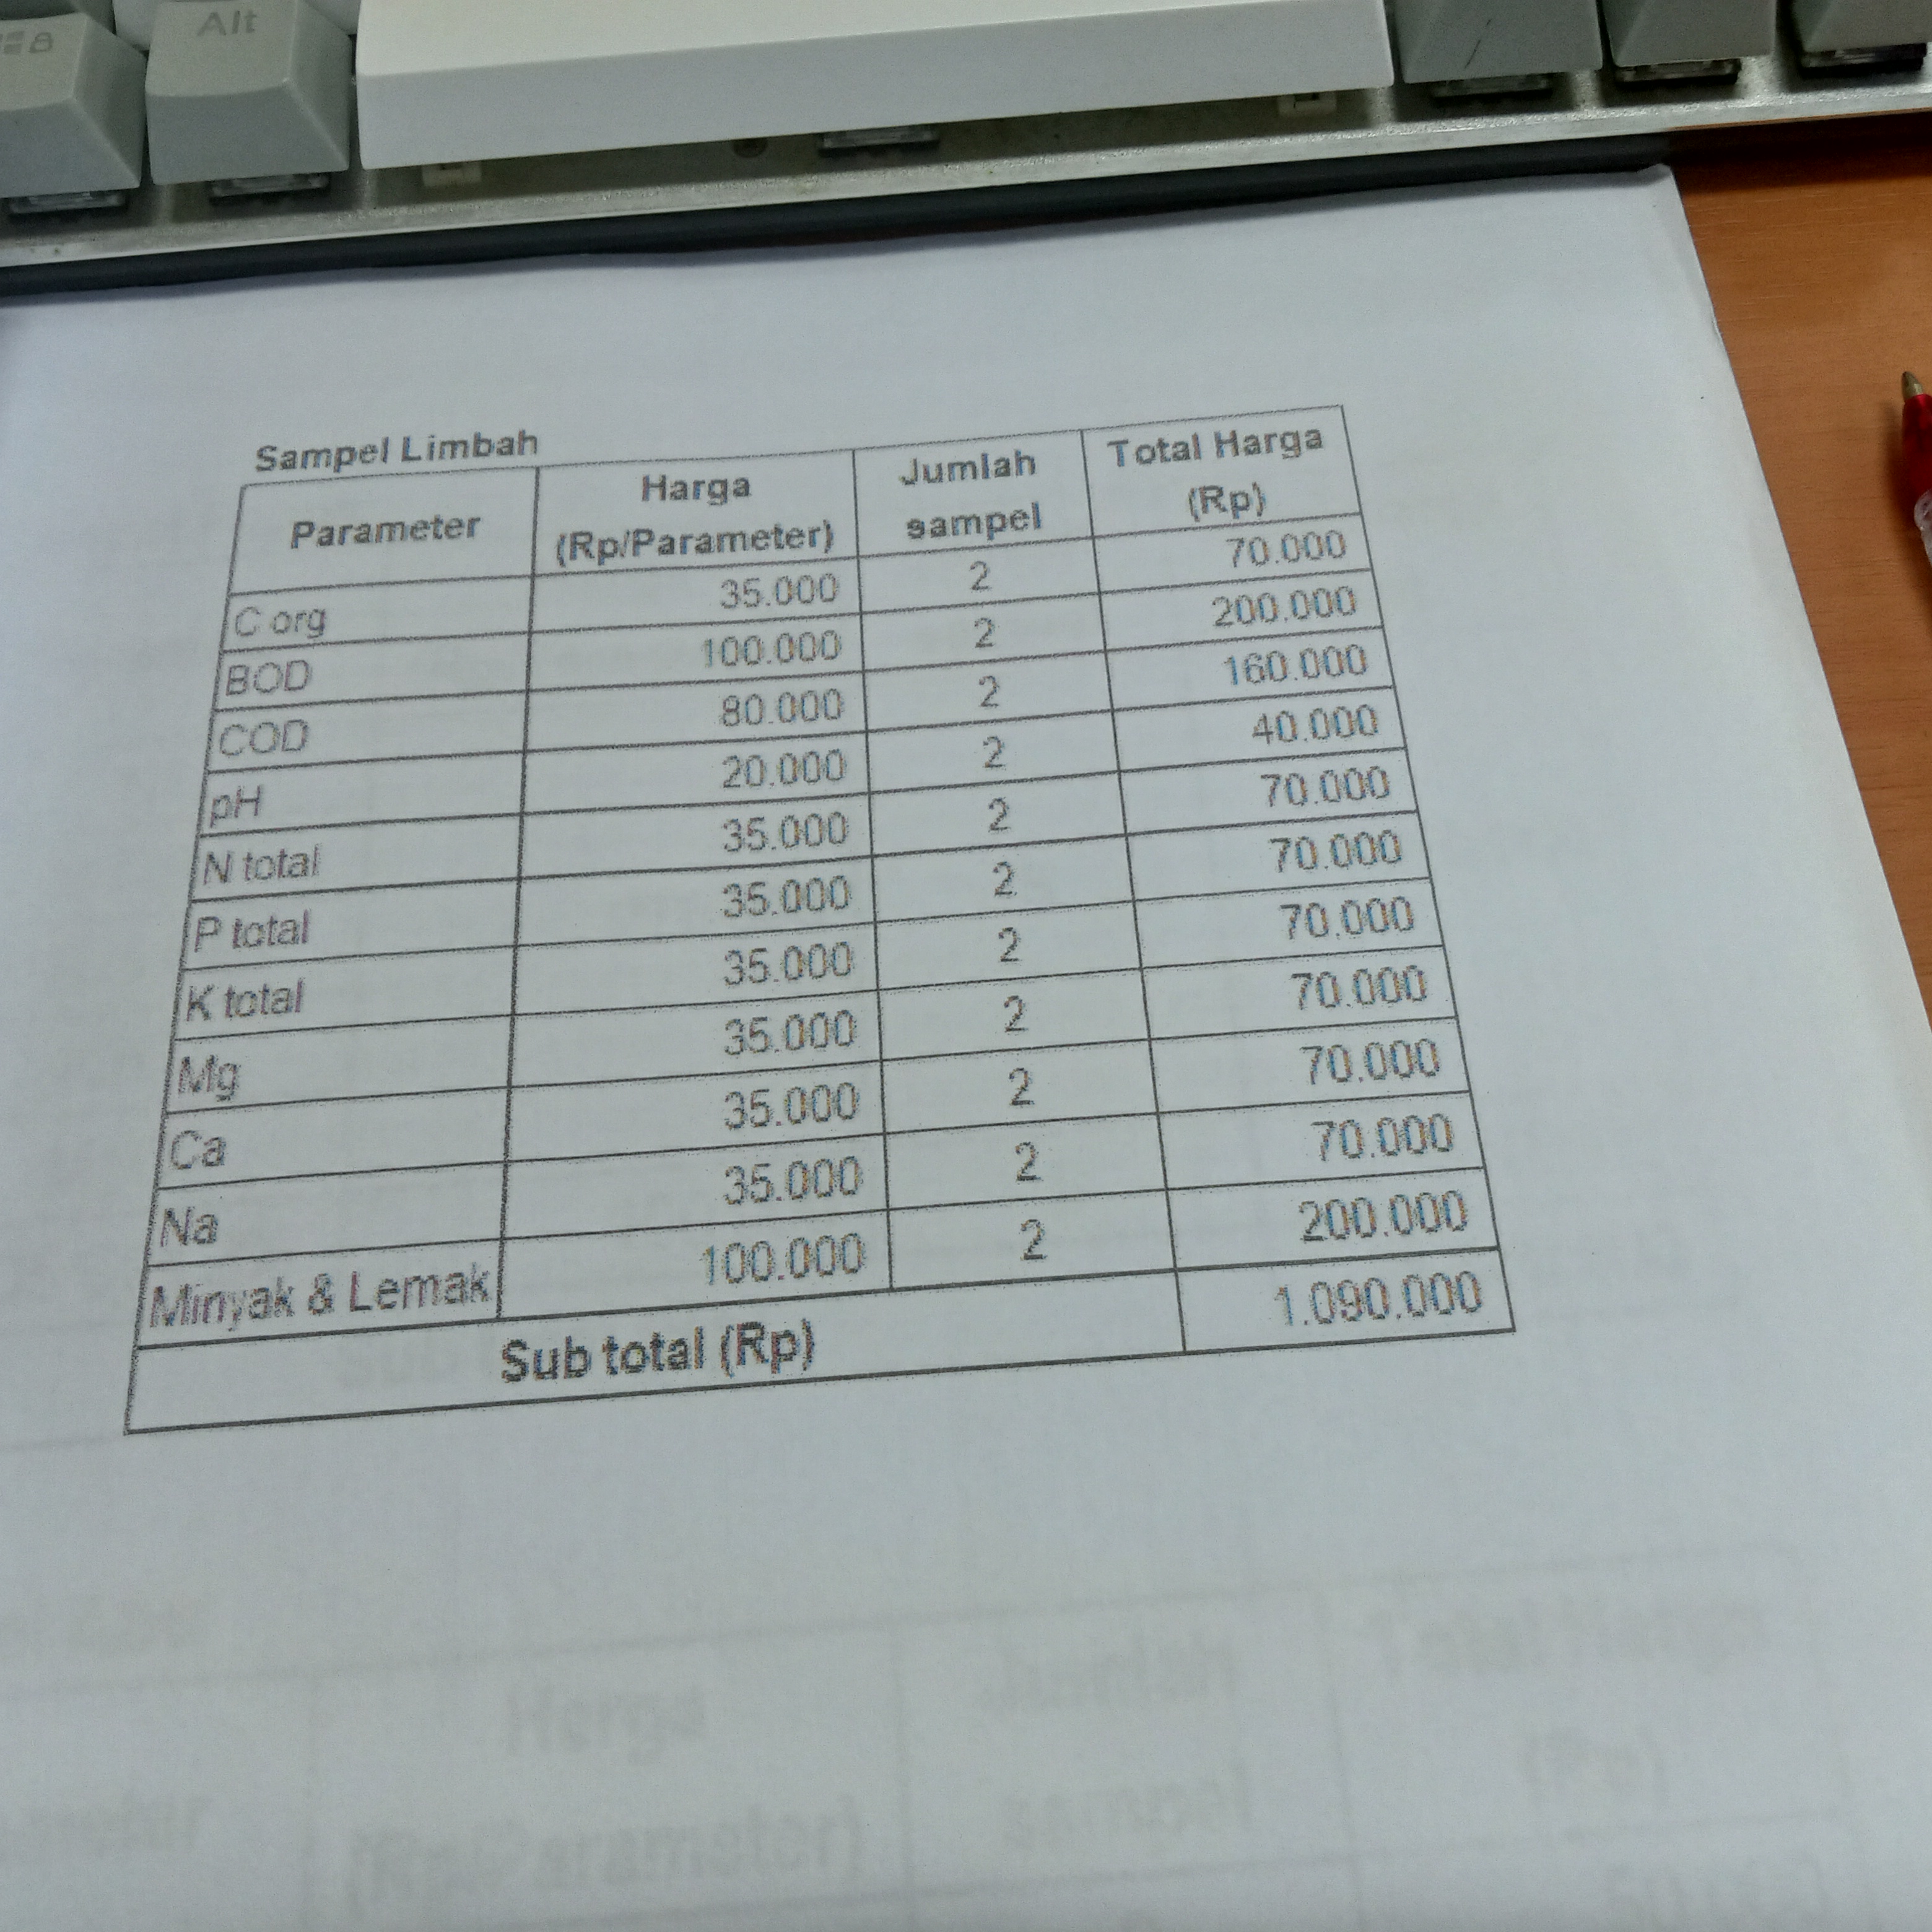 Alt
Sampel Limbah
Parameter Harga (Rp/Parameter) Jumlah sampel Total Harga (Rp)
C org 35.000 2 70.000
BOD 100.000 2 200.000
COD 80.000 2 160.000
pH 20.000 2 40.000
N total 35.000 2 70.000
P total 35.000 2 70.000
K total 35.000 2 70.000
Mg 35.000 2 70.000
Ca 35.000 2 70.000
Na 35.000 2 70.000
Minyak & Lemak 100.000 2 200.000
Sub total (Rp) 1.090.000
Harga